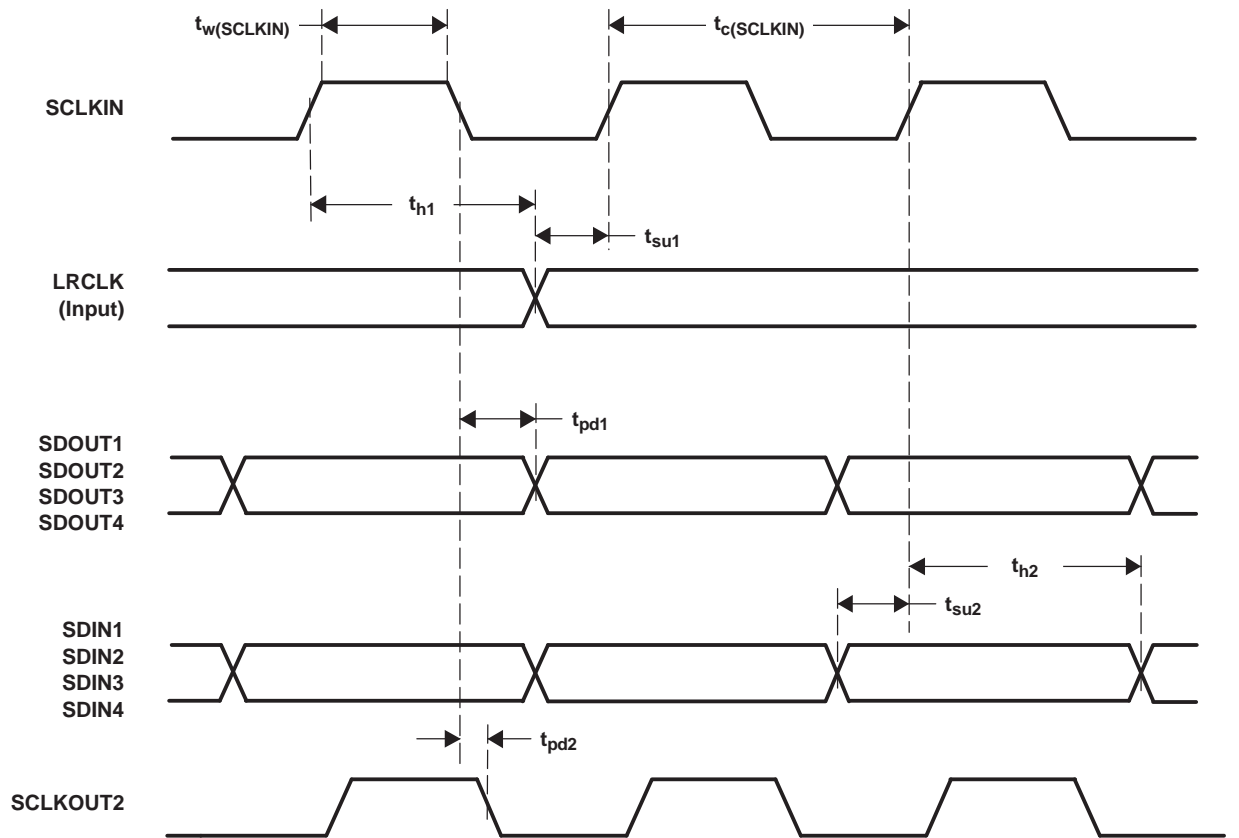 tw(SCLKIN)
tc(SCLKIN)
SCLKIN
th1
tsu1
LRCLK
(Input)
tpd1
SDOUT1
SDOUT2
SDOUT3
SDOUT4
th2
tsu2
SDIN1
SDIN2
SDIN3
SDIN4
tpd2
SCLKOUT2